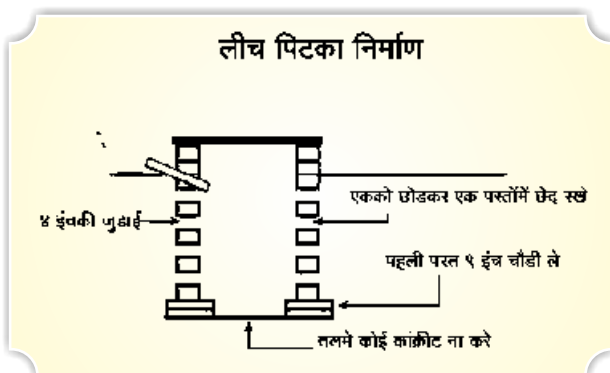 लीच पिटका निर्माण
एकको छोडकर एक परतोंमें छेद रखे
४ इंचकी जुडाई
पहली परत ९ इंच चौडी ले
तलमे कोई कांक्रीट ना करे